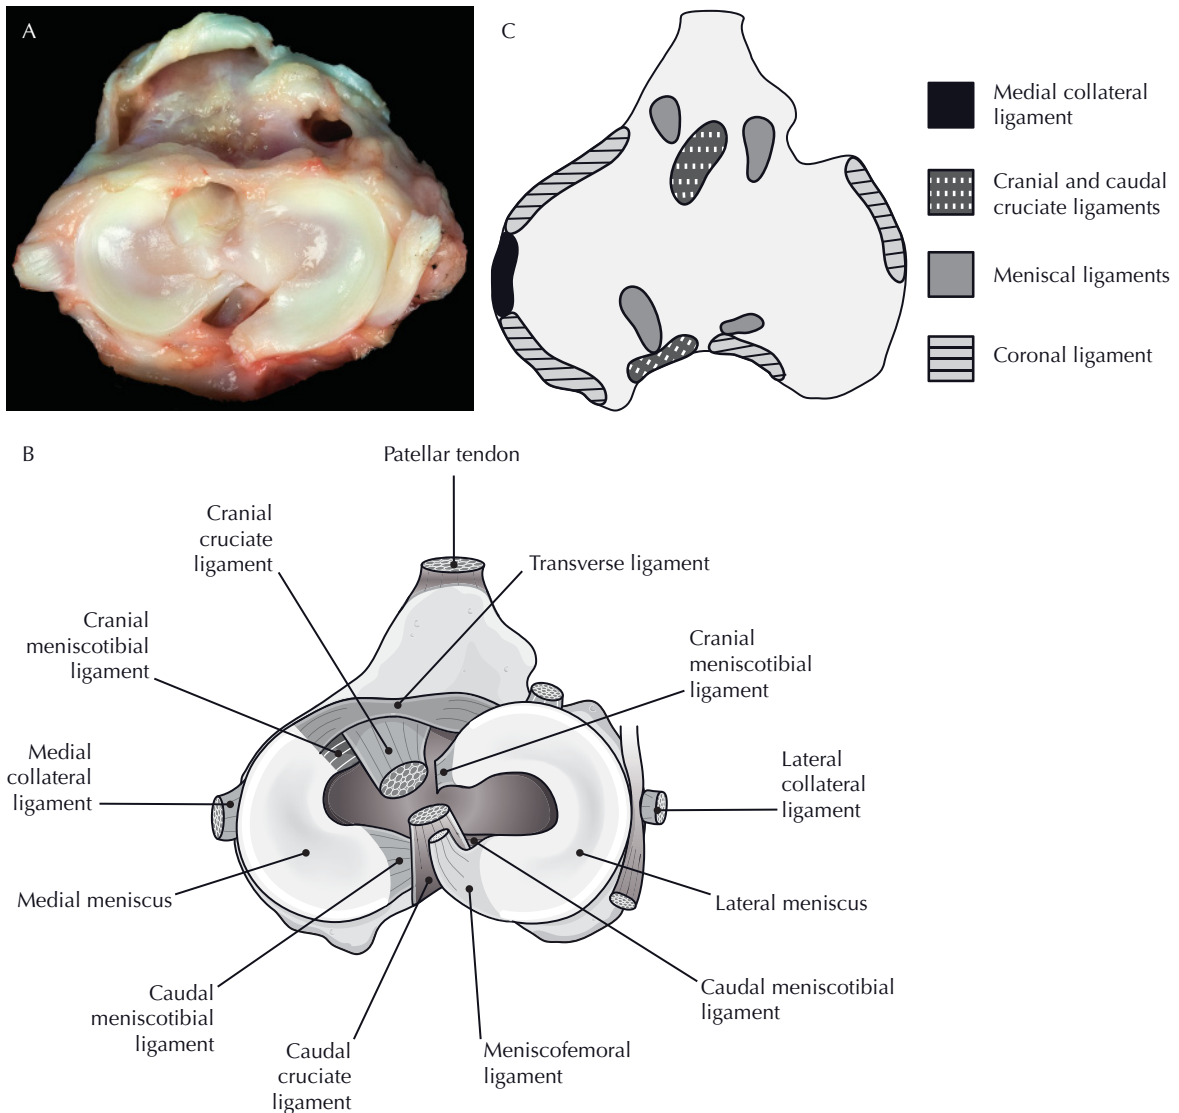 A
C
Medial collateral
ligament
Cranial and caudal
cruciate ligaments
Meniscal ligaments
Coronal ligament
B
Patellar tendon
Cranial
cruciate
ligament
Transverse ligament
Cranial
meniscotibial
ligament
Cranial
meniscotibial
ligament
Medial
collateral
ligament
Lateral
collateral
ligament
Medial meniscus
Lateral meniscus
Caudal
meniscotibial
ligament
Caudal meniscotibial
ligament
Caudal
cruciate
ligament
Meniscofemoral
ligament